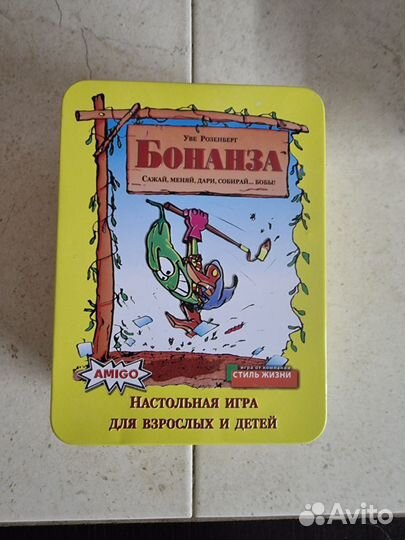 Уве Розенберг
Бонанза
Сажай, меняй, дари, собирай... бобы!
AMIGO
игра от компании
СТИЛЬ ЖИЗНИ
Настольная игра
для взрослых и детей
Avito